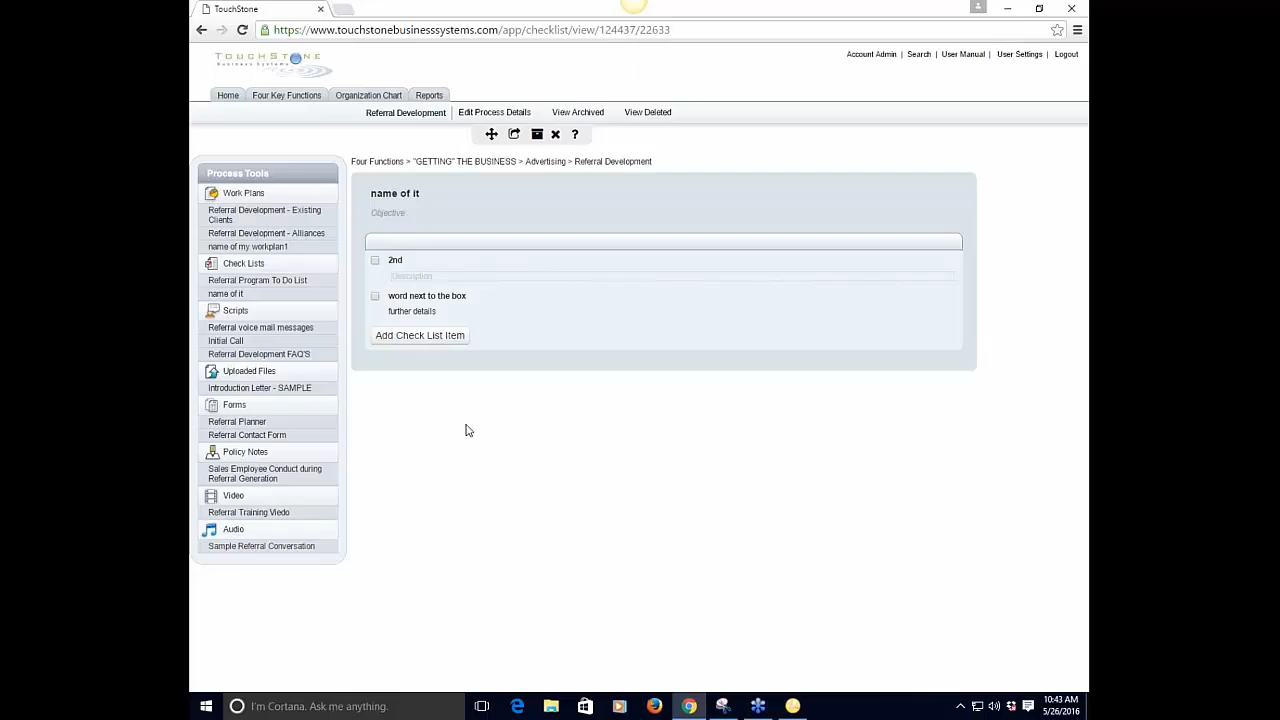 TouchStone
https://www.touchstonebusinesssystems.com/app/checklist/view/124437/22633
TOUCHSTONE
Business Systems
Account Admin | Search | User Manual | User Settings | Logout
Home Four Key Functions Organization Chart Reports
Referral Development | Edit Process Details View Archived View Deleted
?
Four Functions > "GETTING" THE BUSINESS > Advertising > Referral Development
Process Tools
Work Plans
Referral Development - Existing
Clients
Referral Development - Alliances
name of my workplan1
Check Lists
Referral Program To Do List
name of it
Scripts
Referral voice mail messages
Initial Call
Referral Development FAQ'S
Uploaded Files
Introduction Letter - SAMPLE
Forms
Referral Planner
Referral Contact Form
Policy Notes
Sales Employee Conduct during
Referral Generation
Video
Referral Training Viedo
Audio
Sample Referral Conversation
name of it
Objective
2nd
Description
word next to the box
further details
Add Check List Item
I'm Cortana. Ask me anything.
10:43 AM
5/26/2016